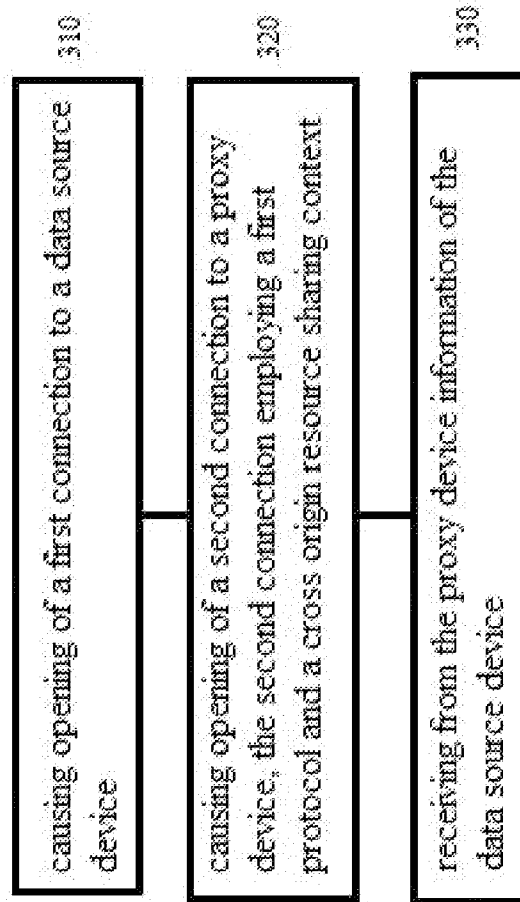 causing opening of a first connection to a data source
device
310
causing opening of a second connection to a proxy
device, the second connection employing a first
protocol and a cross origin resource sharing context
320
receiving from the proxy device information of the
data source device
330